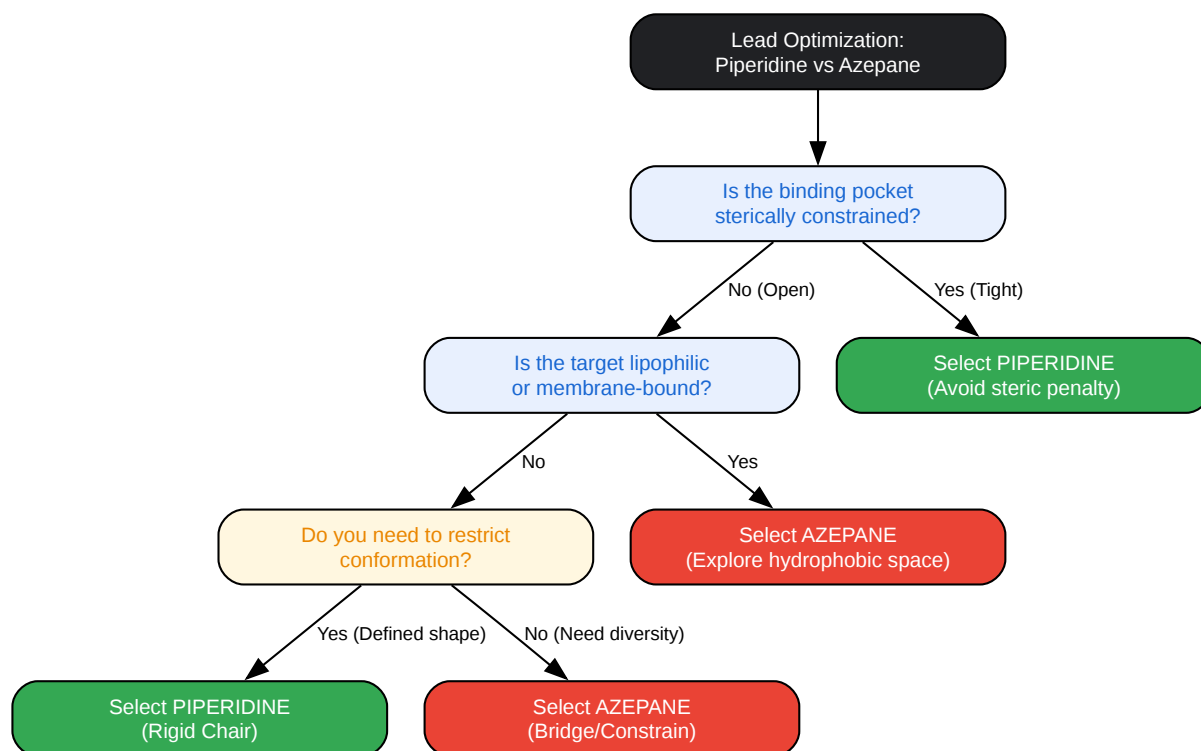 Lead Optimization:
Piperidine vs Azepane
Is the binding pocket
sterically constrained?
No (Open)
Yes (Tight)
Is the target lipophilic
or membrane-bound?
Select PIPERIDINE
(Avoid steric penalty)
No
Yes
Do you need to restrict
conformation?
Select AZEPANE
(Explore hydrophobic space)
Yes (Defined shape)
No (Need diversity)
Select PIPERIDINE
(Rigid Chair)
Select AZEPANE
(Bridge/Constrain)